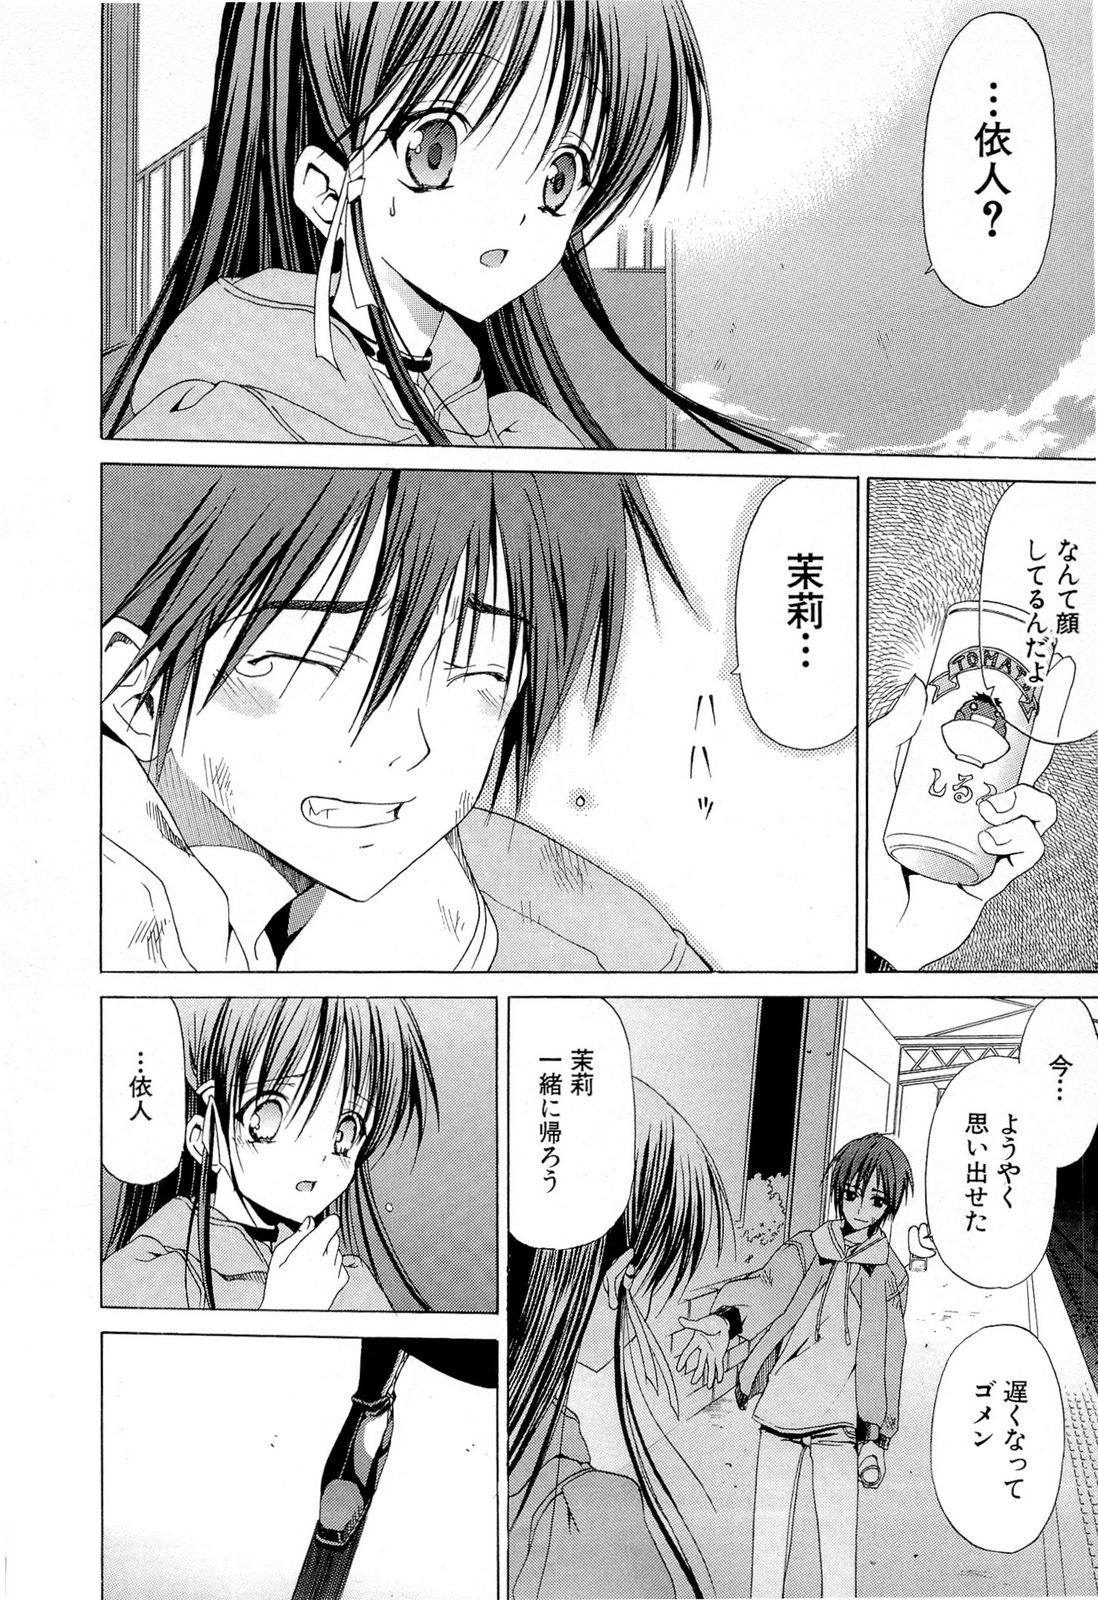 …依人?
なんて顔
してるんだよ
TOMAT
しるこ
茉莉…
ハハハッ
今…
ようやく
思い出せた
遅くなって
ゴメン
茉莉
一緒に帰ろう
…依人